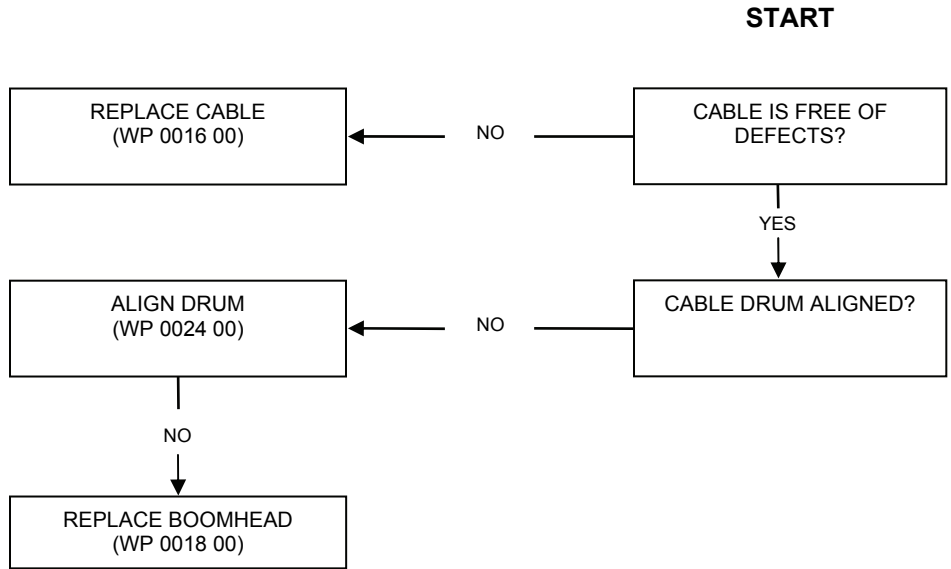 START
REPLACE CABLE
(WP 0016 00)
NO
CABLE IS FREE OF
DEFECTS?
YES
ALIGN DRUM
(WP 0024 00)
NO
CABLE DRUM ALIGNED?
NO
REPLACE BOOMHEAD
(WP 0018 00)